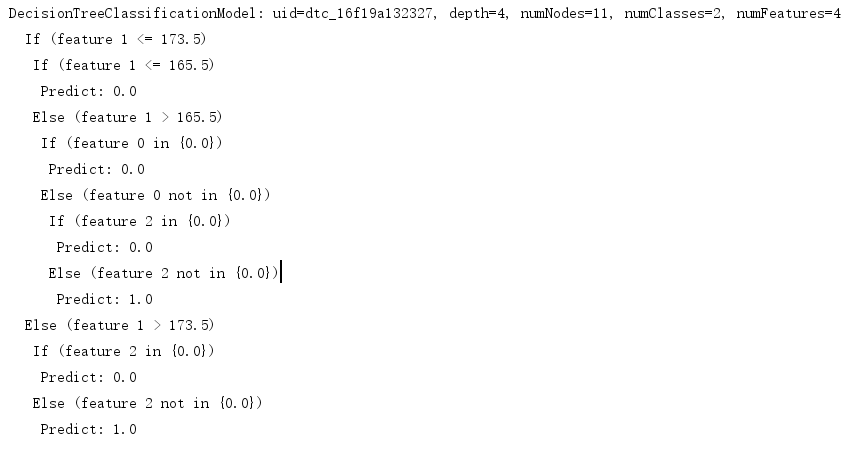 DecisionTreeClassificationModel: uid=dtc_16f19a132327, depth=4, numNodes=11, numClasses=2, numFeatures=4
  If (feature 1 <= 173.5)
   If (feature 1 <= 165.5)
    Predict: 0.0
   Else (feature 1 > 165.5)
    If (feature 0 in {0.0})
     Predict: 0.0
    Else (feature 0 not in {0.0})
     If (feature 2 in {0.0})
      Predict: 0.0
     Else (feature 2 not in {0.0})
      Predict: 1.0
  Else (feature 1 > 173.5)
   If (feature 2 in {0.0})
    Predict: 0.0
   Else (feature 2 not in {0.0})
    Predict: 1.0